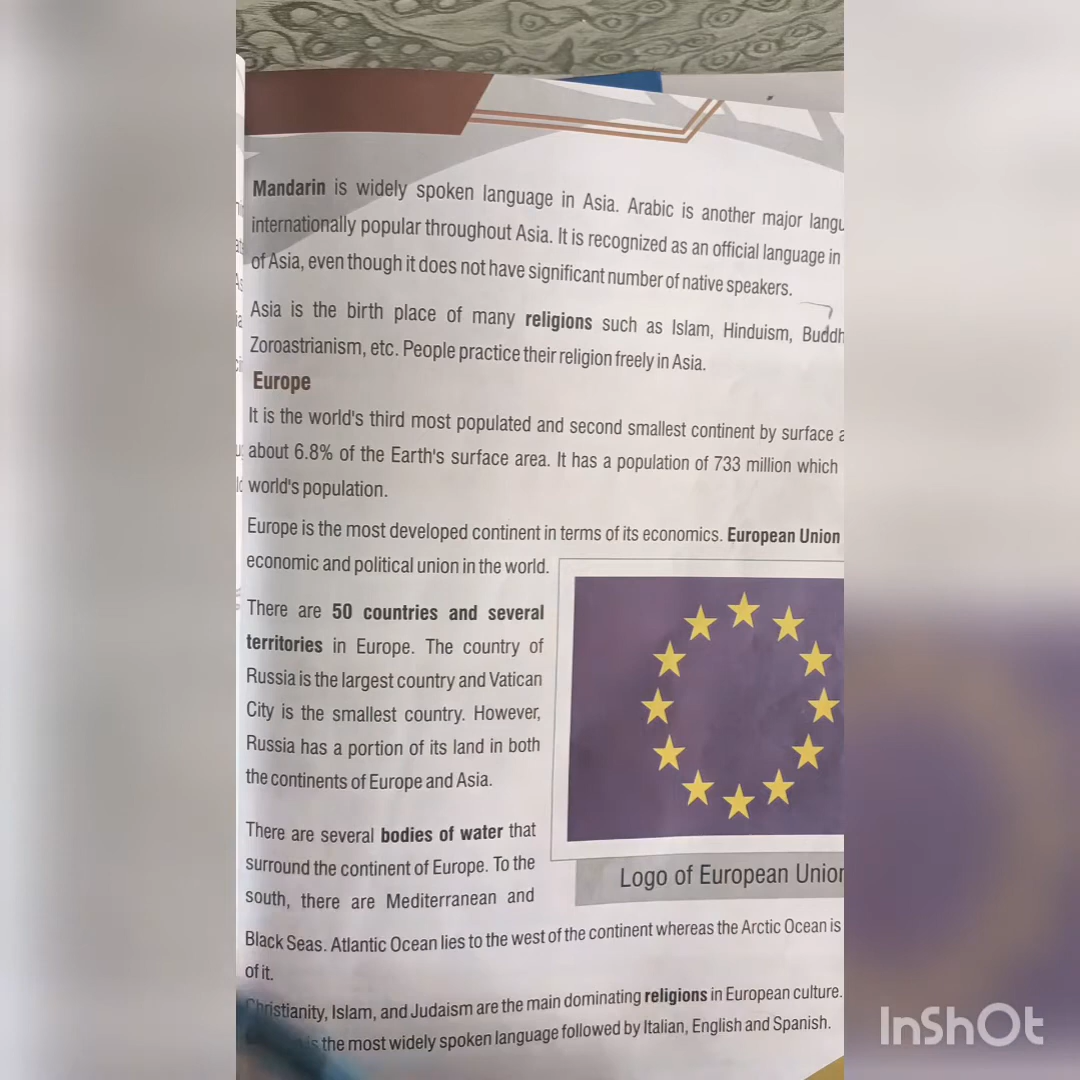 Mandarin is widely spoken language in Asia. Arabic is another major
internationally popular throughout Asia. It is recognized as an official language in
of Asia, even though it does not have significant number of native speakers.
Asia is the birth place of many religions such as Islam, Hinduism,
Zoroastrianism, etc. People practice their religion freely in Asia.
Europe
It is the world's third most populated and second smallest continent by surface
about 6.8% of the Earth's surface area. It has a population of 733 million which
world's population.
Europe is the most developed continent in terms of its economics. European Union
economic and political union in the world.
There are 50 countries and several
territories in Europe. The country of
Russia is the largest country and Vatican
City is the smallest country. However,
Russia has a portion of its land in both
the continents of Europe and Asia.
There are several bodies of water that
surround the continent of Europe. To the
south, there are Mediterranean and
Logo of European Union
Black Seas. Atlantic Ocean lies to the west of the continent whereas the Arctic Ocean is
of it.
Christianity, Islam, and Judaism are the main dominating religions in European culture.
is the most widely spoken language followed by Italian, English and Spanish.
InShOt